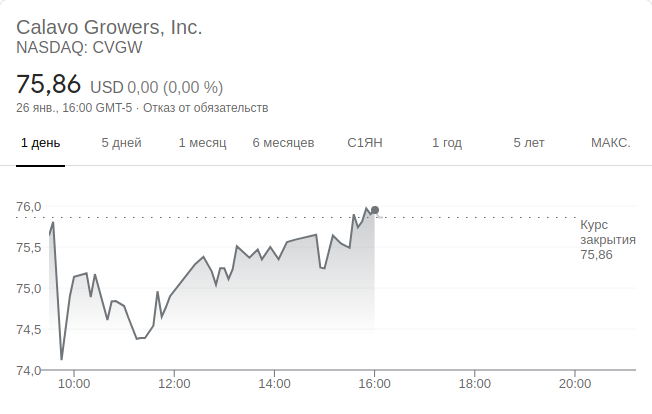 Calavo Growers, Inc.
NASDAQ: CVGW
75,86 USD 0,00 (0,00 %)
26 янв., 16:00 GMT-5 · Отказ от обязательств
1 день 5 дней 1 месяц 6 месяцев С1ЯН 1 год 5 лет МАКС.
76,0
75,5
75,0
74,5
74,0
Курс
закрытия
75,86
10:00 12:00 14:00 16:00 18:00 20:00